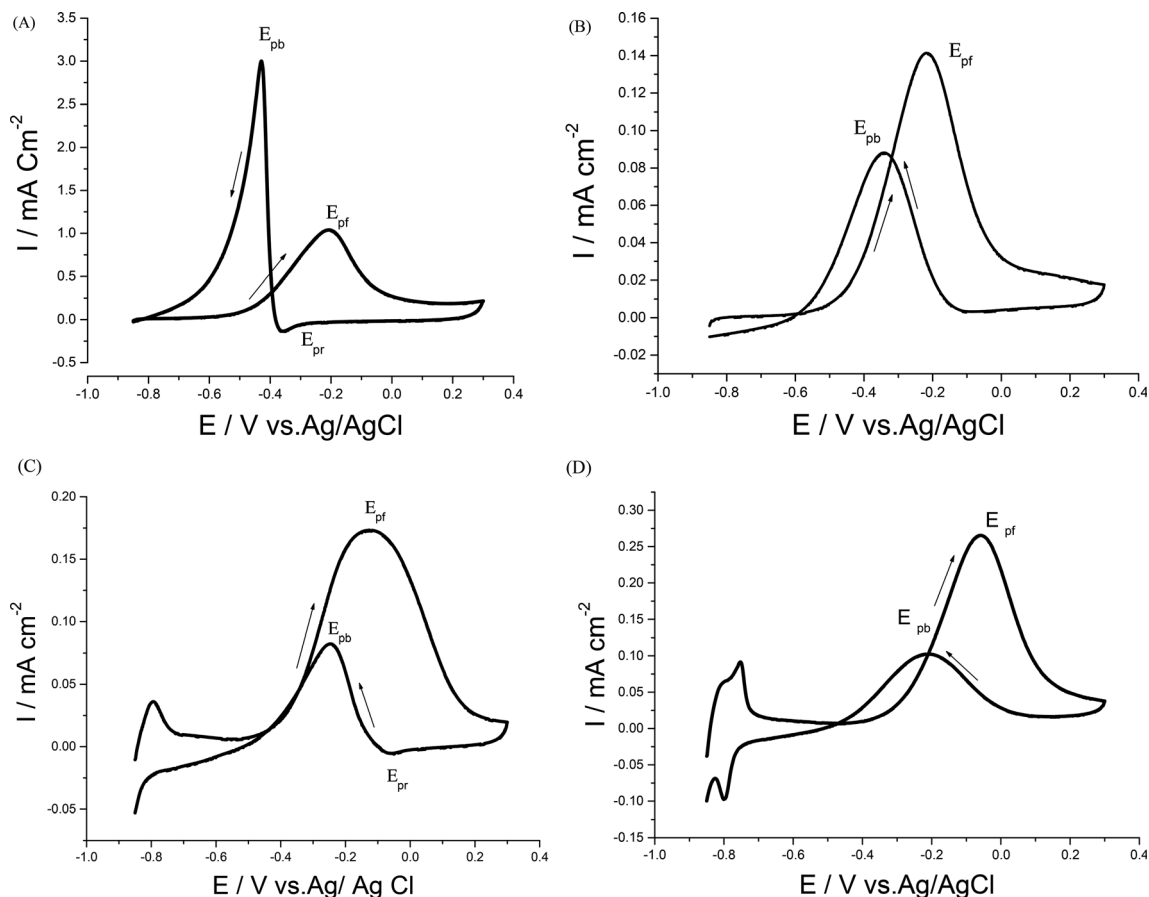 (A)
3.5
3.0
2.5
2.0
1.5
1.0
0.5
0.0
-0.5
I / mA Cm-2
E pb
E pf
E pr
-1.0 -0.8 -0.6 -0.4 -0.2 0.0 0.2 0.4
E / V vs.Ag/AgCl
(B)
0.16
0.14
0.12
0.10
0.08
0.06
0.04
0.02
0.00
-0.02
I / mA cm-2
E pf
E pb
-1.0 -0.8 -0.6 -0.4 -0.2 0.0 0.2 0.4
E / V vs.Ag/AgCl
(C)
0.20
0.15
0.10
0.05
0.00
-0.05
I / mA cm-2
E pf
E pb
E pr
-1.0 -0.8 -0.6 -0.4 -0.2 0.0 0.2 0.4
E / V vs.Ag/ Ag Cl
(D)
0.30
0.25
0.20
0.15
0.10
0.05
0.00
-0.05
-0.10
-0.15
I / mA cm-2
E pf
E pb
-1.0 -0.8 -0.6 -0.4 -0.2 0.0 0.2 0.4
E / V vs.Ag/AgCl